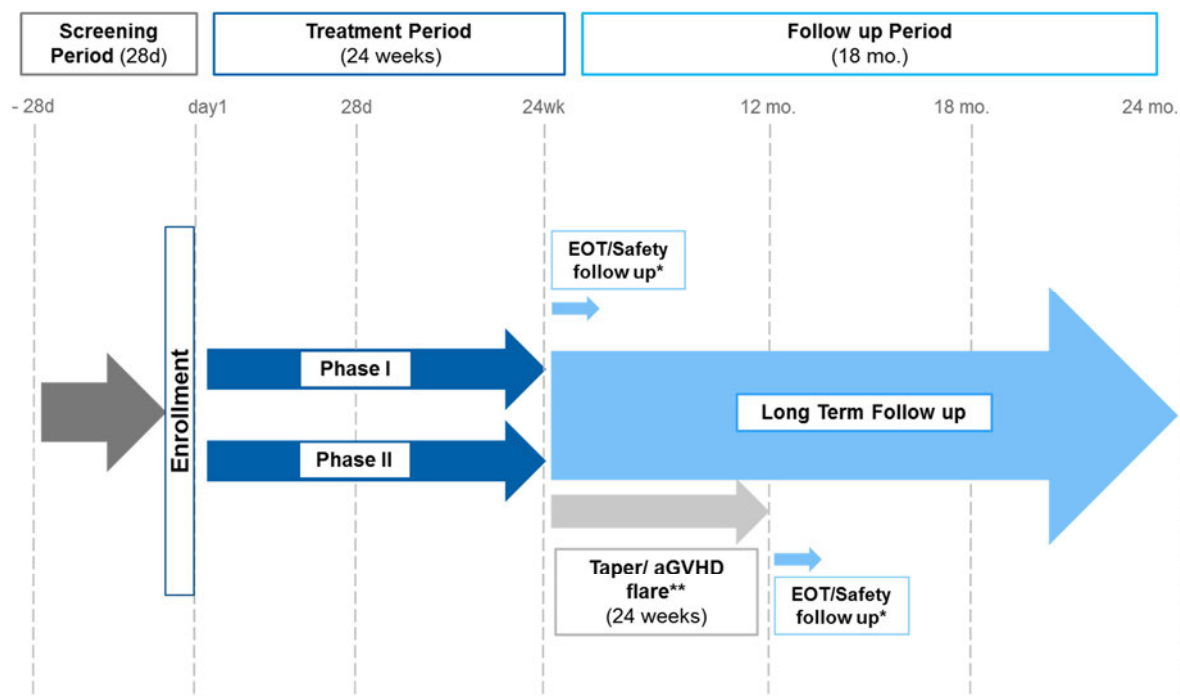 Screening
Period (28d)
Treatment Period
(24 weeks)
Follow up Period
(18 mo.)
- 28d
day1
28d
24wk
12 mo.
18 mo.
24 mo.
EOT/Safety
follow up*
Enrollment
Phase I
Phase II
Long Term Follow up
Taper/ aGVHD
flare**
(24 weeks)
EOT/Safety
follow up*